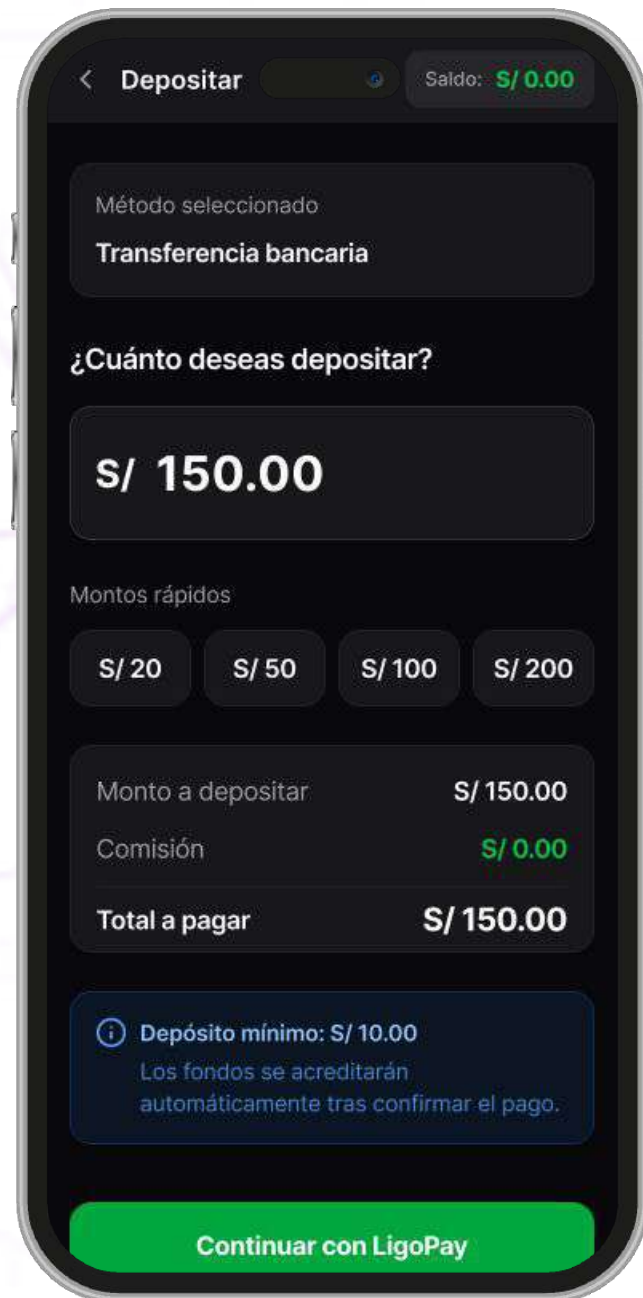 Depositar
Saldo: S/ 0.00
Método seleccionado
Transferencia bancaria
¿Cuánto deseas depositar?
S/ 150.00
Montos rápidos
S/ 20 S/ 50 S/ 100 S/ 200
Monto a depositar S/ 150.00
Comisión S/ 0.00
Total a pagar S/ 150.00
Depósito mínimo: S/ 10.00
Los fondos se acreditarán
automáticamente tras confirmar el pago.
Continuar con LigoPay